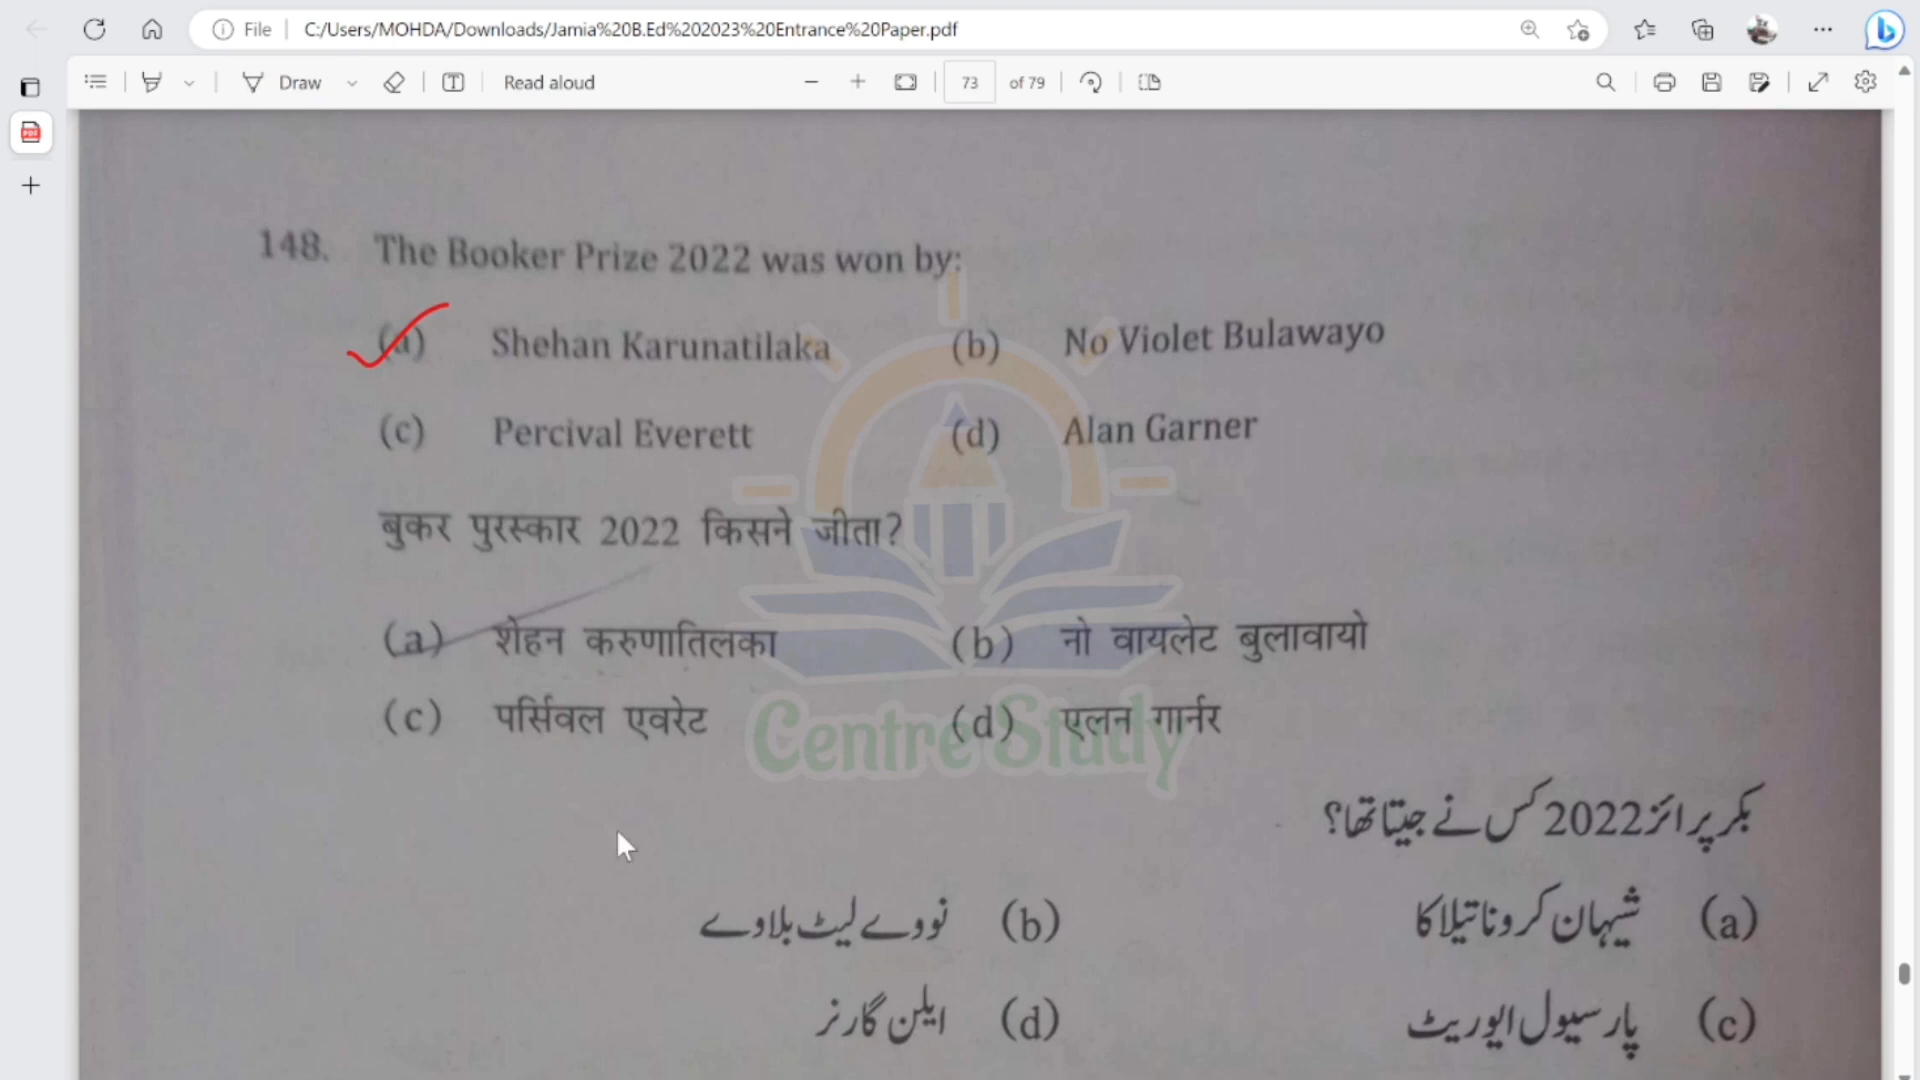 File C:/Users/MOHDA/Downloads/Jamia%20B.Ed%202023%20Entrance%20Paper.pdf
Draw Read aloud 73 of 79
148. The Booker Prize 2022 was won by:
(a) Shehan Karunatilaka (b) No Violet Bulawayo
(c) Percival Everett (d) Alan Garner
बुकर पुरस्कार 2022 किसने जीता?
(a) शेहन करुणातिलका (b) नो वायलेट बुलावायो
(c) पर्सिवल एवरेट (d) एलन गार्नर
Centre Study
بکر پرائز 2022 کس نے جیتا تھا؟
(a) شیہان کروناتیلاکا (b) نووے لیٹ بلاوے
(c) پارسیول ایوریٹ (d) ایلن گارنر